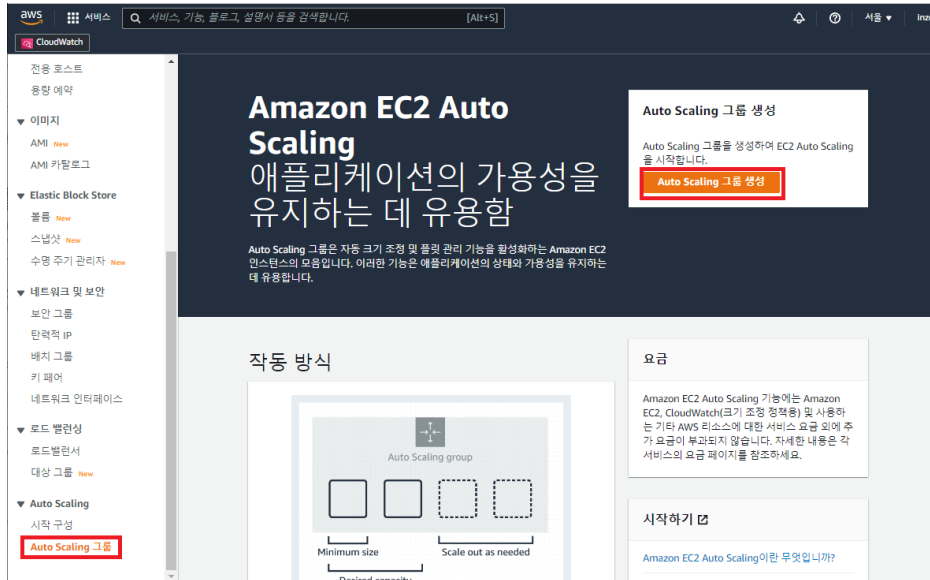 aws
서비스
서비스, 기능, 블로그, 설명서 등을 검색합니다.
[Alt+S]
서울 ▼
CloudWatch
전용 호스트
용량 예약
▼ 이미지
AMI New
AMI 카탈로그
▼ Elastic Block Store
볼륨 New
스냅샷 New
수명 주기 관리자 New
▼ 네트워크 및 보안
보안 그룹
탄력적 IP
배치 그룹
키 페어
네트워크 인터페이스
▼ 로드 밸런싱
로드밸런서
대상 그룹 New
▼ Auto Scaling
시작 구성
Auto Scaling 그룹
Amazon EC2 Auto
Scaling
애플리케이션의 가용성을
유지하는 데 유용함
Auto Scaling 그룹은 자동 크기 조정 및 플릿 관리 기능을 활성화하는 Amazon EC2
인스턴스의 모음입니다. 이러한 기능은 애플리케이션의 상태와 가용성을 유지하는
데 유용합니다.
Auto Scaling 그룹 생성
Auto Scaling 그룹을 생성하여 EC2 Auto Scaling
을 시작합니다.
Auto Scaling 그룹 생성
작동 방식
Auto Scaling group
Minimum size
Scale out as needed
Desired capacity
요금
Amazon EC2 Auto Scaling 기능에는 Amazon
EC2, CloudWatch(크기 조정 정책용) 및 사용하
는 기타 AWS 리소스에 대한 서비스 요금 외에 추
가 요금이 부과되지 않습니다. 자세한 내용은 각
서비스의 요금 페이지를 참조하세요.
시작하기
Amazon EC2 Auto Scaling이란 무엇입니까?